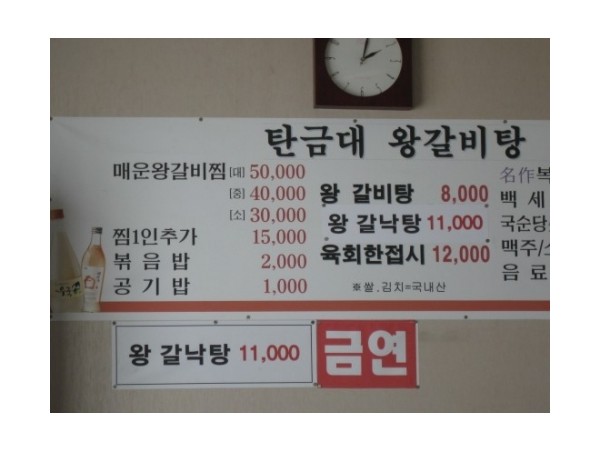 탄금대 왕갈비탕
매운왕갈비찜 [대] 50,000
[중] 40,000
[소] 30,000
찜1인추가 15,000
볶음밥 2,000
공기밥 1,000
왕 갈비탕 8,000
왕 갈낙탕 11,000
육회한접시 12,000
※쌀,김치=국내산
名作복
백 세
국순당
맥주/소
음 료
왕 갈낙탕 11,000
금연